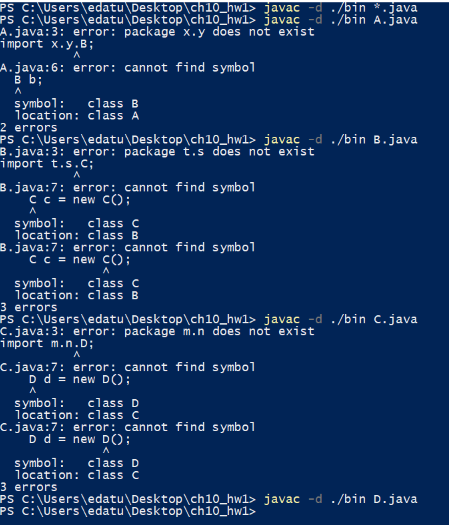 PS C:\Users\edatu\Desktop\ch10_hw1> javac -d ./bin *.java
PS C:\Users\edatu\Desktop\ch10_hw1> javac -d ./bin A.java
A.java:3: error: package x.y does not exist
import x.y.B;
          ^
A.java:6: error: cannot find symbol
  B b;
  ^
  symbol:   class B
  location: class A
2 errors
PS C:\Users\edatu\Desktop\ch10_hw1> javac -d ./bin B.java
B.java:3: error: package t.s does not exist
import t.s.C;
          ^
B.java:7: error: cannot find symbol
    C c = new C();
    ^
  symbol:   class C
  location: class B
B.java:7: error: cannot find symbol
    C c = new C();
              ^
  symbol:   class C
  location: class B
3 errors
PS C:\Users\edatu\Desktop\ch10_hw1> javac -d ./bin C.java
C.java:3: error: package m.n does not exist
import m.n.D;
          ^
C.java:7: error: cannot find symbol
    D d = new D();
    ^
  symbol:   class D
  location: class C
C.java:7: error: cannot find symbol
    D d = new D();
              ^
  symbol:   class D
  location: class C
3 errors
PS C:\Users\edatu\Desktop\ch10_hw1> javac -d ./bin D.java
PS C:\Users\edatu\Desktop\ch10_hw1>